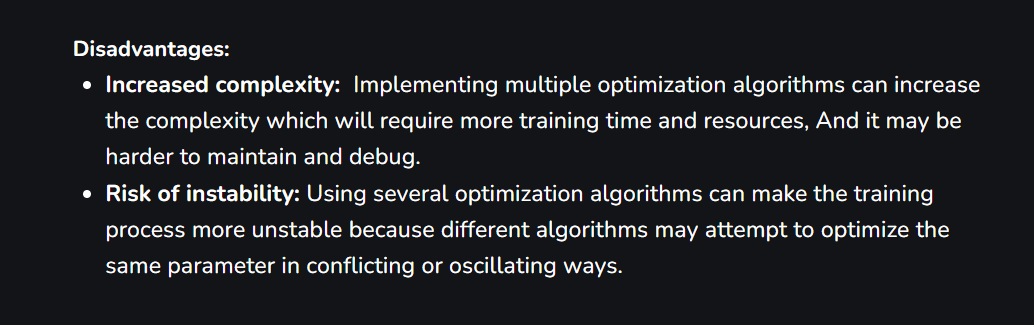 Disadvantages:
Increased complexity: Implementing multiple optimization algorithms can increase
the complexity which will require more training time and resources, And it may be
harder to maintain and debug.
Risk of instability: Using several optimization algorithms can make the training
process more unstable because different algorithms may attempt to optimize the
same parameter in conflicting or oscillating ways.